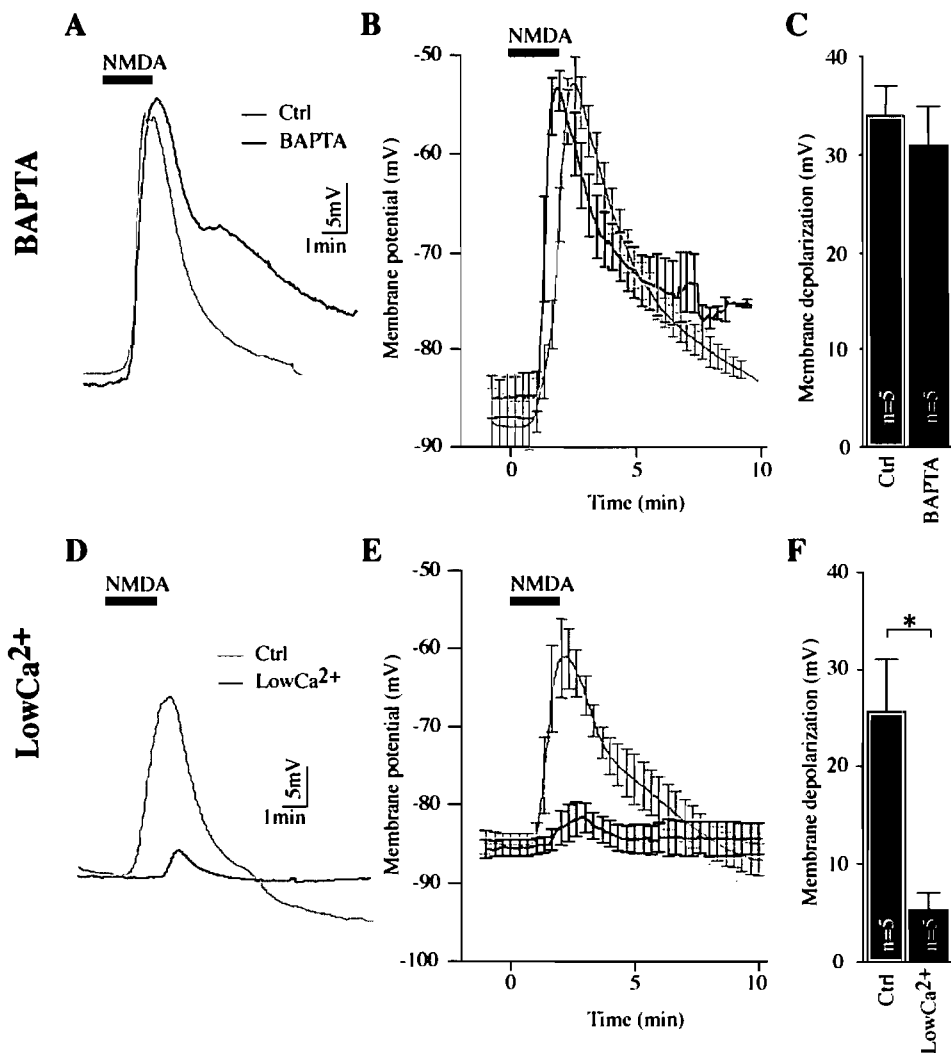 A
NMDA
Ctrl
BAPTA
5mV
1min
BAPTA
B
NMDA
-50
-60
-70
-80
-90
Membrane potential (mV)
0
5
10
Time (min)
C
40
30
20
10
0
Membrane depolarization (mV)
n=5
n=5
Ctrl
BAPTA
D
NMDA
Ctrl
LowCa2+
5mV
1min
LowCa2+
E
NMDA
-50
-60
-70
-80
-90
-100
Membrane potential (mV)
0
5
10
Time (min)
F
40
30
20
10
0
Membrane depolarization (mV)
*
n=5
n=5
Ctrl
LowCa2+